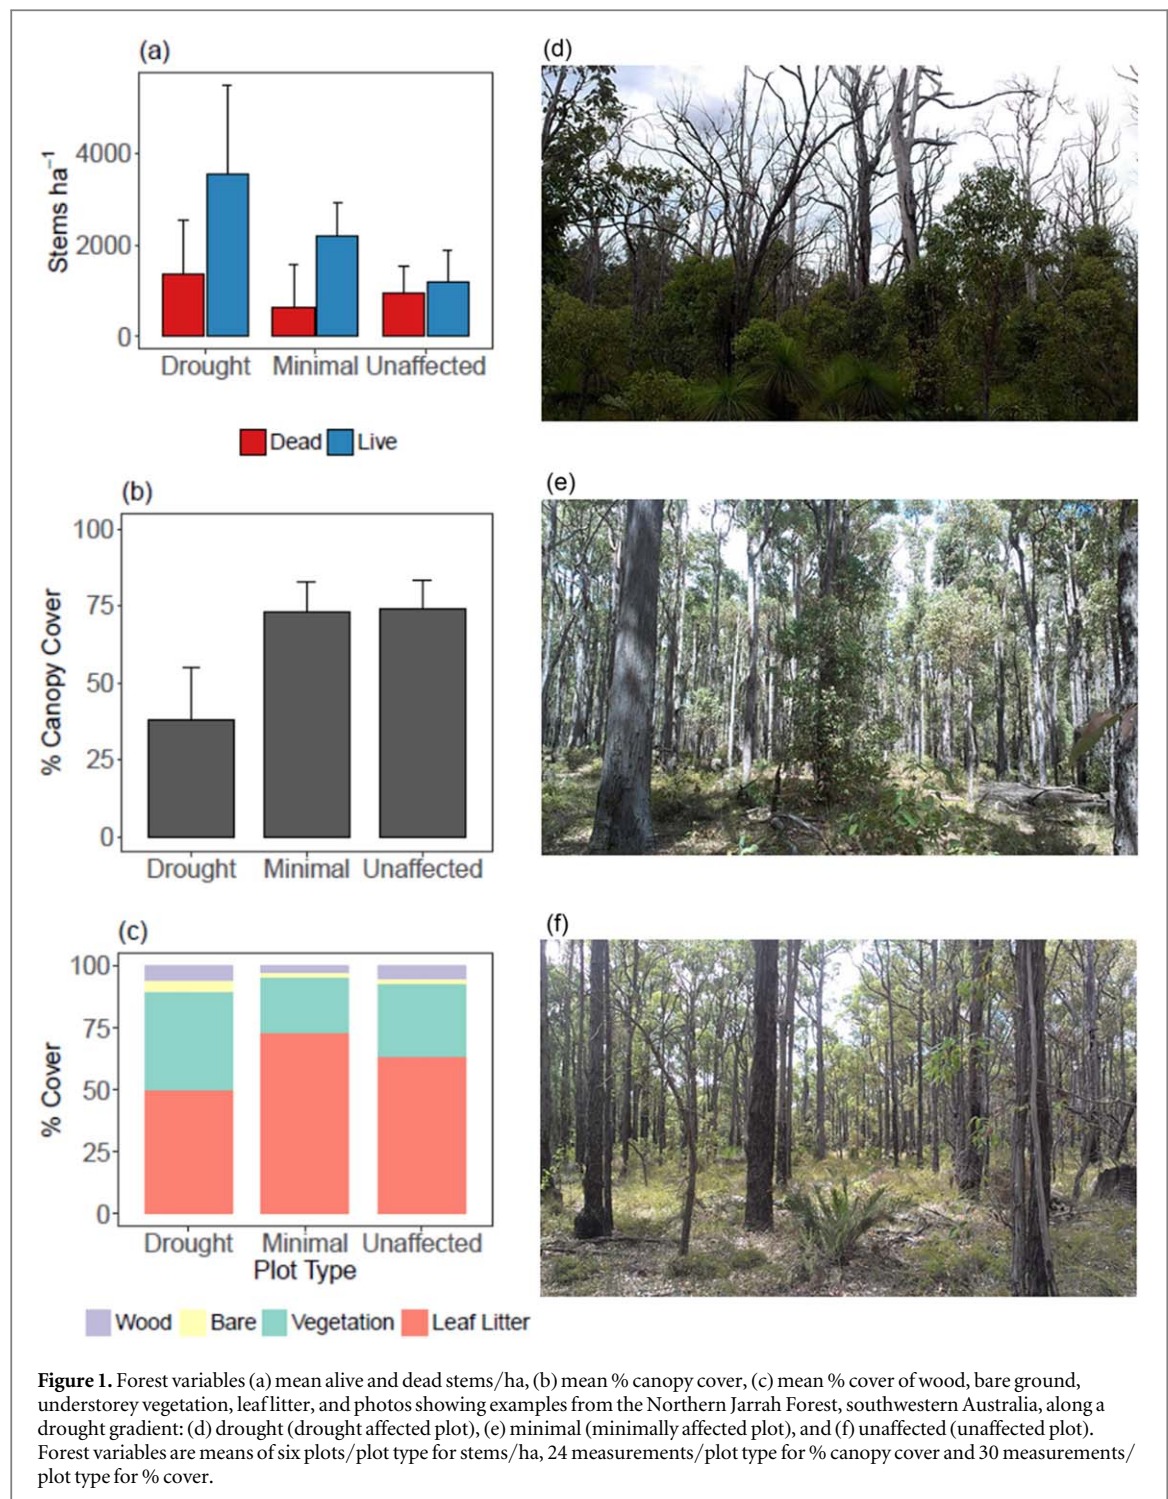 (a)
Stems ha⁻¹
4000
2000
0
Drought Minimal Unaffected
Dead Live
(b)
% Canopy Cover
100
75
50
25
0
Drought Minimal Unaffected
(c)
% Cover
100
75
50
25
0
Drought Minimal Unaffected
Plot Type
Wood Bare Vegetation Leaf Litter
(d)
(e)
(f)
Figure 1. Forest variables (a) mean alive and dead stems/ha, (b) mean % canopy cover, (c) mean % cover of wood, bare ground,
understorey vegetation, leaf litter, and photos showing examples from the Northern Jarrah Forest, southwestern Australia, along a
drought gradient: (d) drought (drought affected plot), (e) minimal (minimally affected plot), and (f) unaffected (unaffected plot).
Forest variables are means of six plots/plot type for stems/ha, 24 measurements/plot type for % canopy cover and 30 measurements/
plot type for % cover.